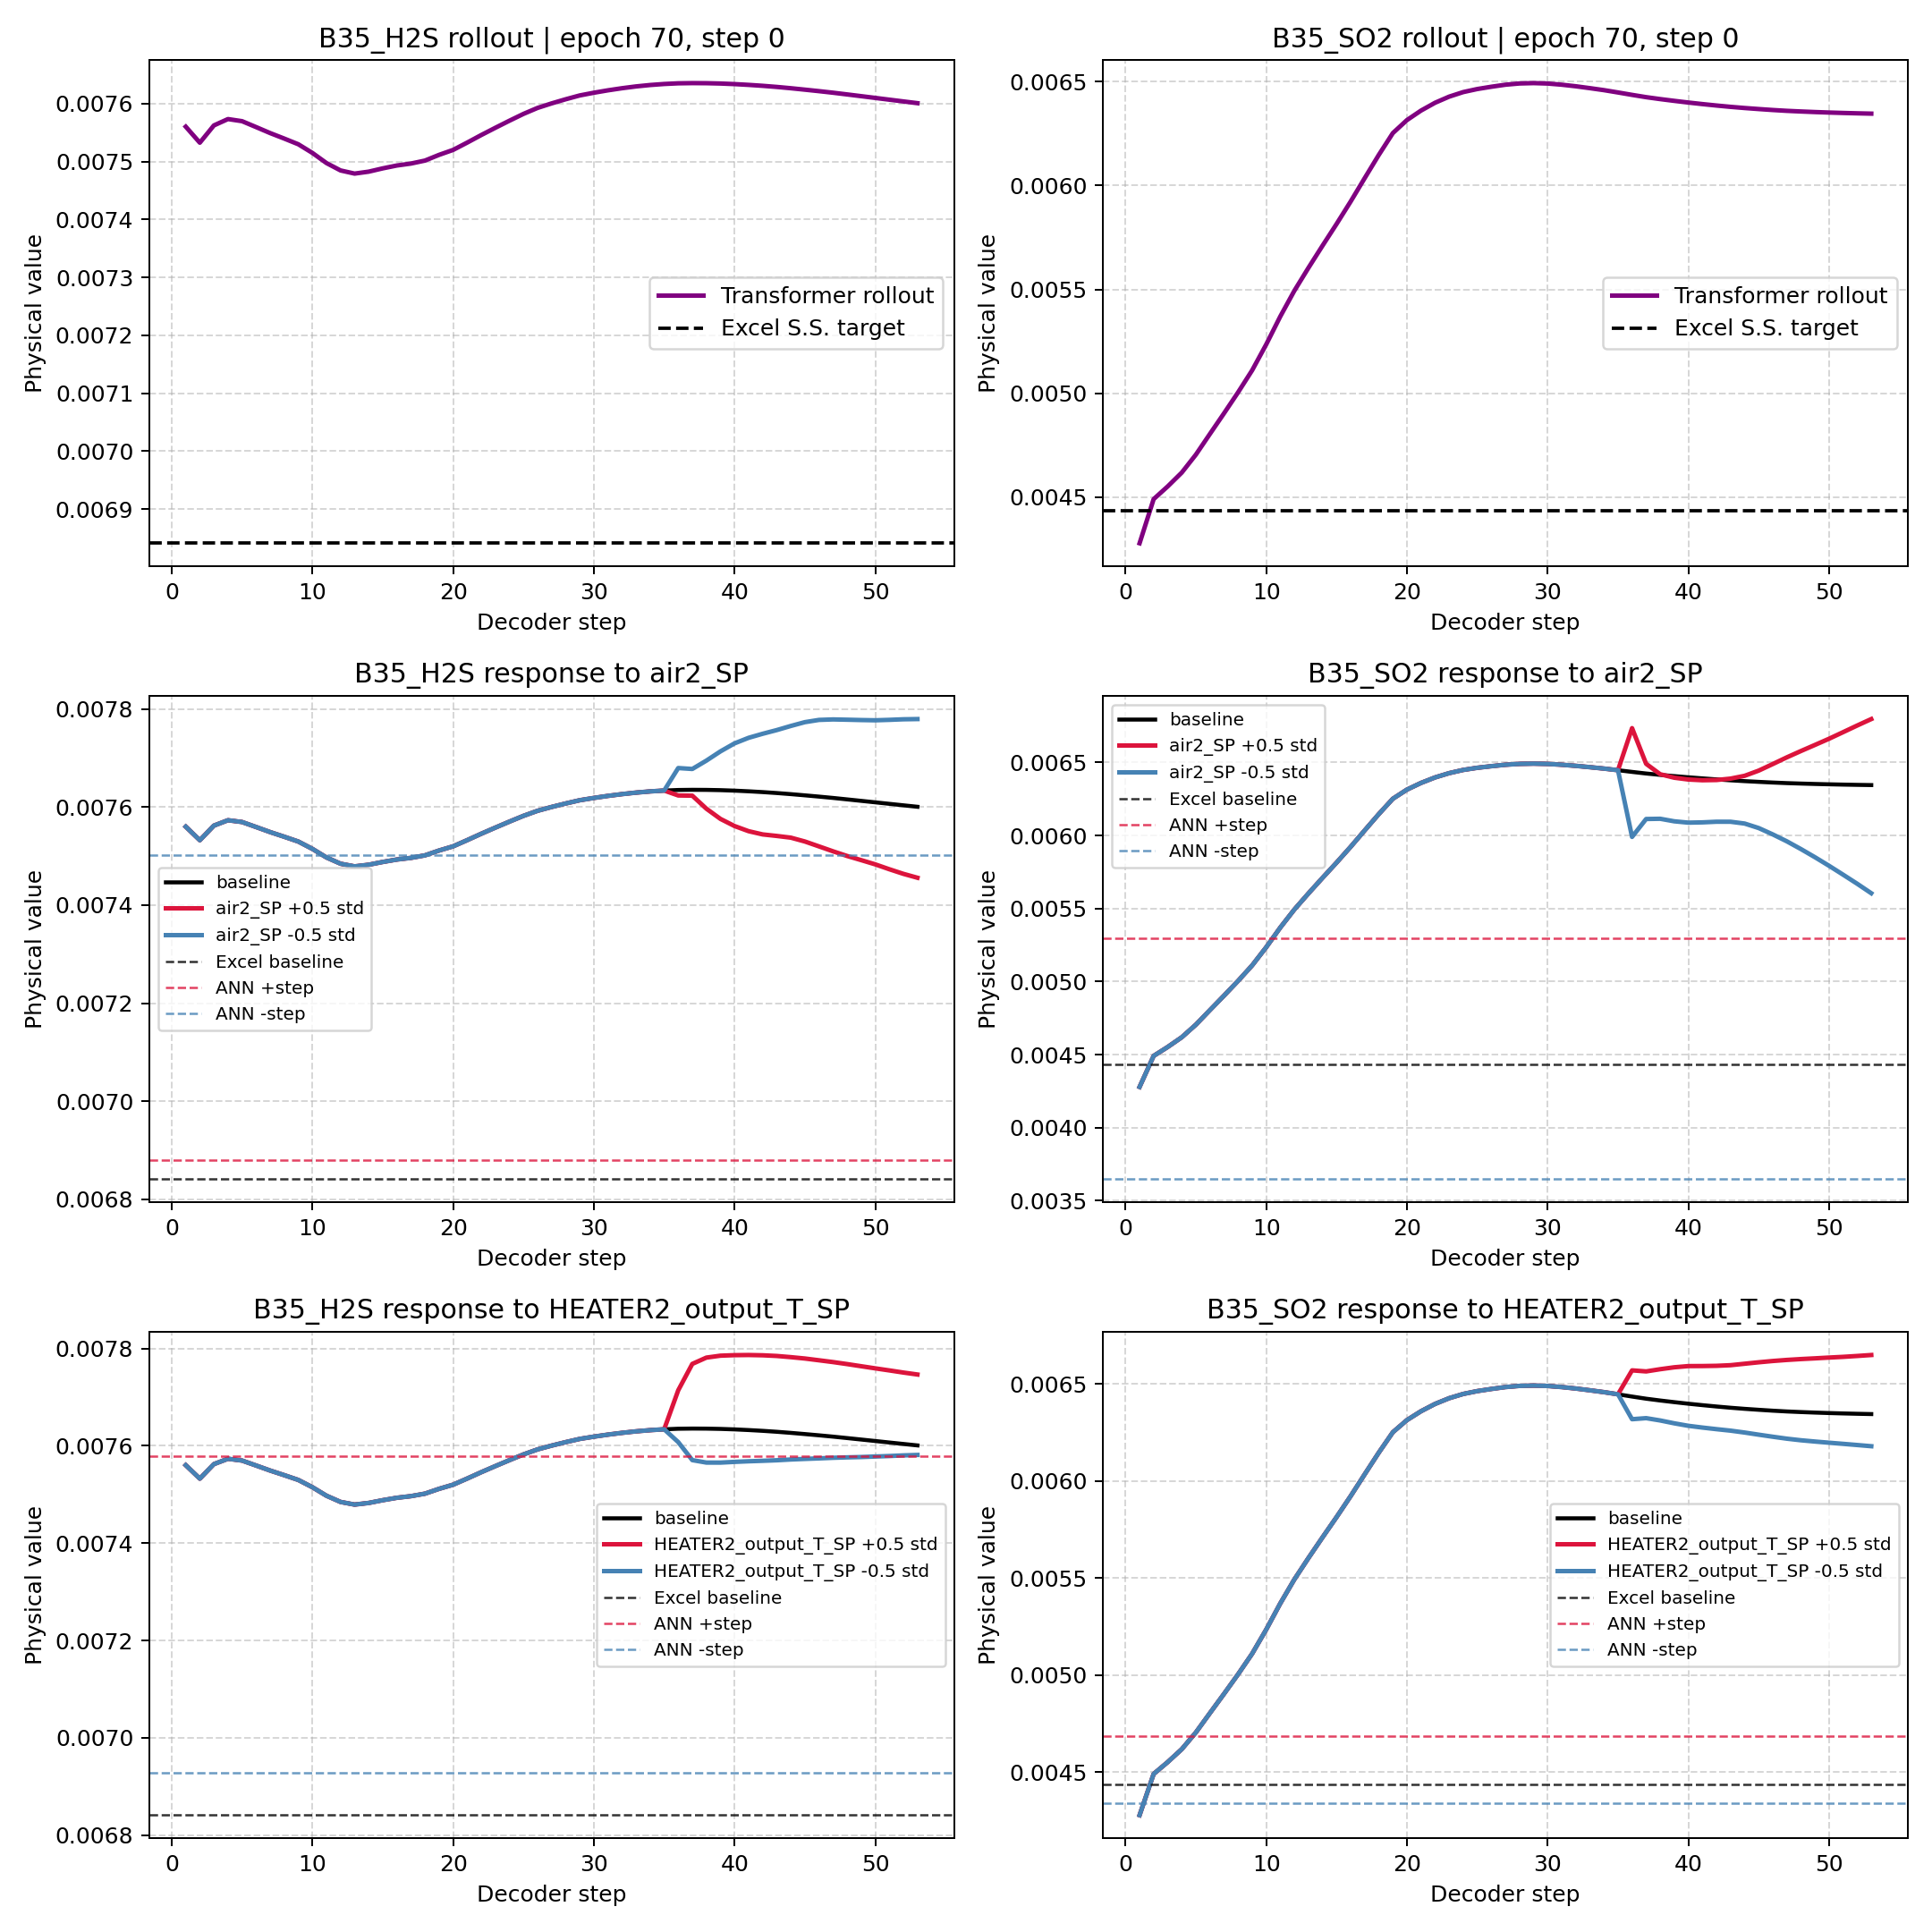 B35_H2S rollout | epoch 70, step 0
Physical value
0.0076
0.0075
0.0074
0.0073
0.0072
0.0071
0.0070
0.0069
Transformer rollout
Excel S.S. target
0 10 20 30 40 50
Decoder step
B35_SO2 rollout | epoch 70, step 0
Physical value
0.0065
0.0060
0.0055
0.0050
0.0045
Transformer rollout
Excel S.S. target
0 10 20 30 40 50
Decoder step
B35_H2S response to air2_SP
Physical value
0.0078
0.0076
0.0074
0.0072
0.0070
0.0068
baseline
air2_SP +0.5 std
air2_SP -0.5 std
Excel baseline
ANN +step
ANN -step
0 10 20 30 40 50
Decoder step
B35_SO2 response to air2_SP
Physical value
0.0065
0.0060
0.0055
0.0050
0.0045
0.0040
0.0035
baseline
air2_SP +0.5 std
air2_SP -0.5 std
Excel baseline
ANN +step
ANN -step
0 10 20 30 40 50
Decoder step
B35_H2S response to HEATER2_output_T_SP
Physical value
0.0078
0.0076
0.0074
0.0072
0.0070
0.0068
baseline
HEATER2_output_T_SP +0.5 std
HEATER2_output_T_SP -0.5 std
Excel baseline
ANN +step
ANN -step
0 10 20 30 40 50
Decoder step
B35_SO2 response to HEATER2_output_T_SP
Physical value
0.0065
0.0060
0.0055
0.0050
0.0045
baseline
HEATER2_output_T_SP +0.5 std
HEATER2_output_T_SP -0.5 std
Excel baseline
ANN +step
ANN -step
0 10 20 30 40 50
Decoder step